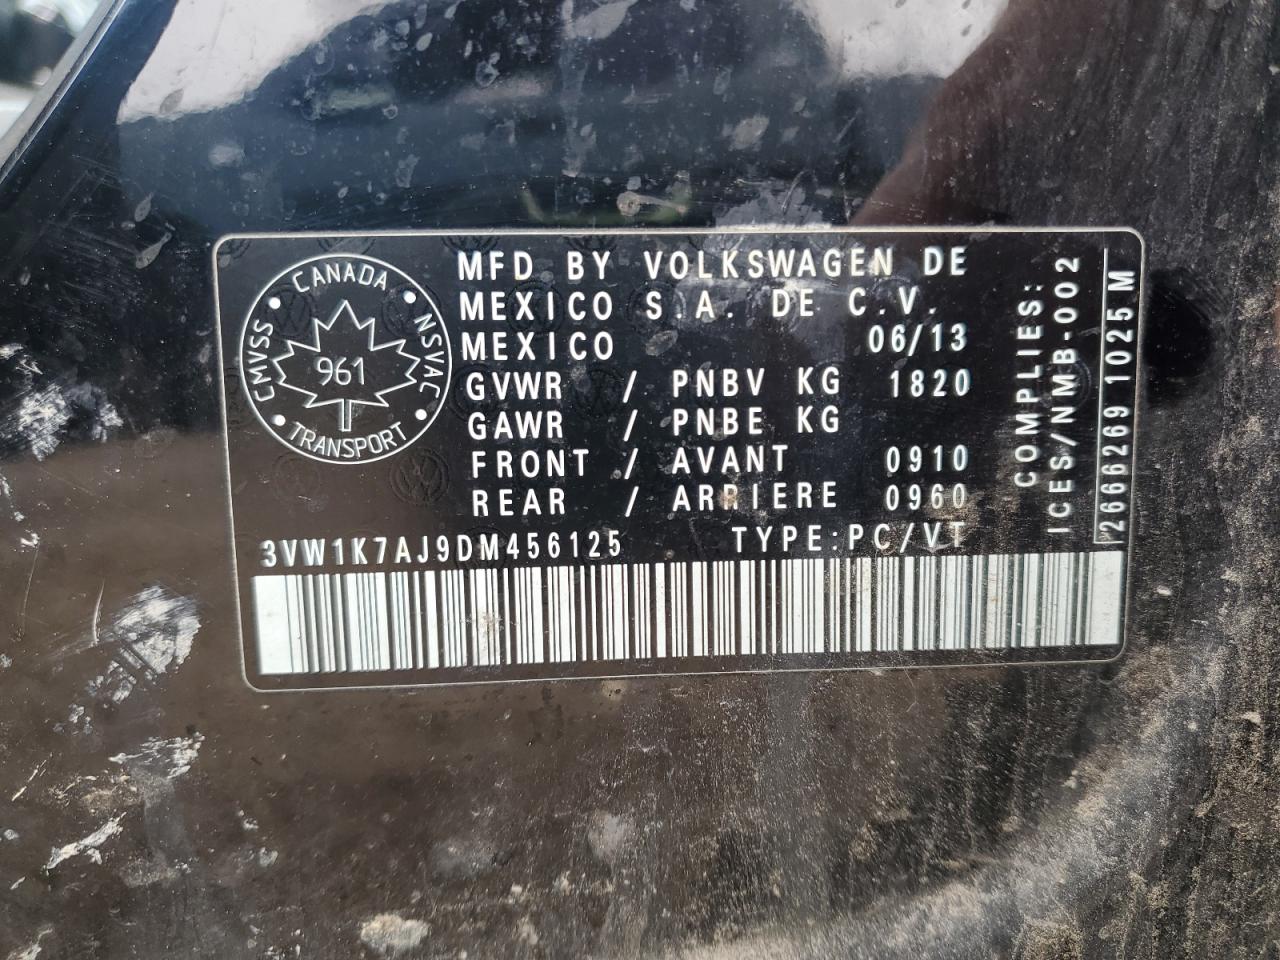 CANADA
CMVSS
NSVAC
961
TRANSPORT
MFD BY VOLKSWAGEN DE
MEXICO S.A. DE C.V.
MEXICO 06/13
GVWR / PNBV KG 1820
GAWR / PNBE KG
FRONT / AVANT 0910
REAR / ARRIERE 0960
3VW1K7AJ9DM456125 TYPE:PC/VT
COMPLIES:
ICES/NMB-002
2666269 1025 M